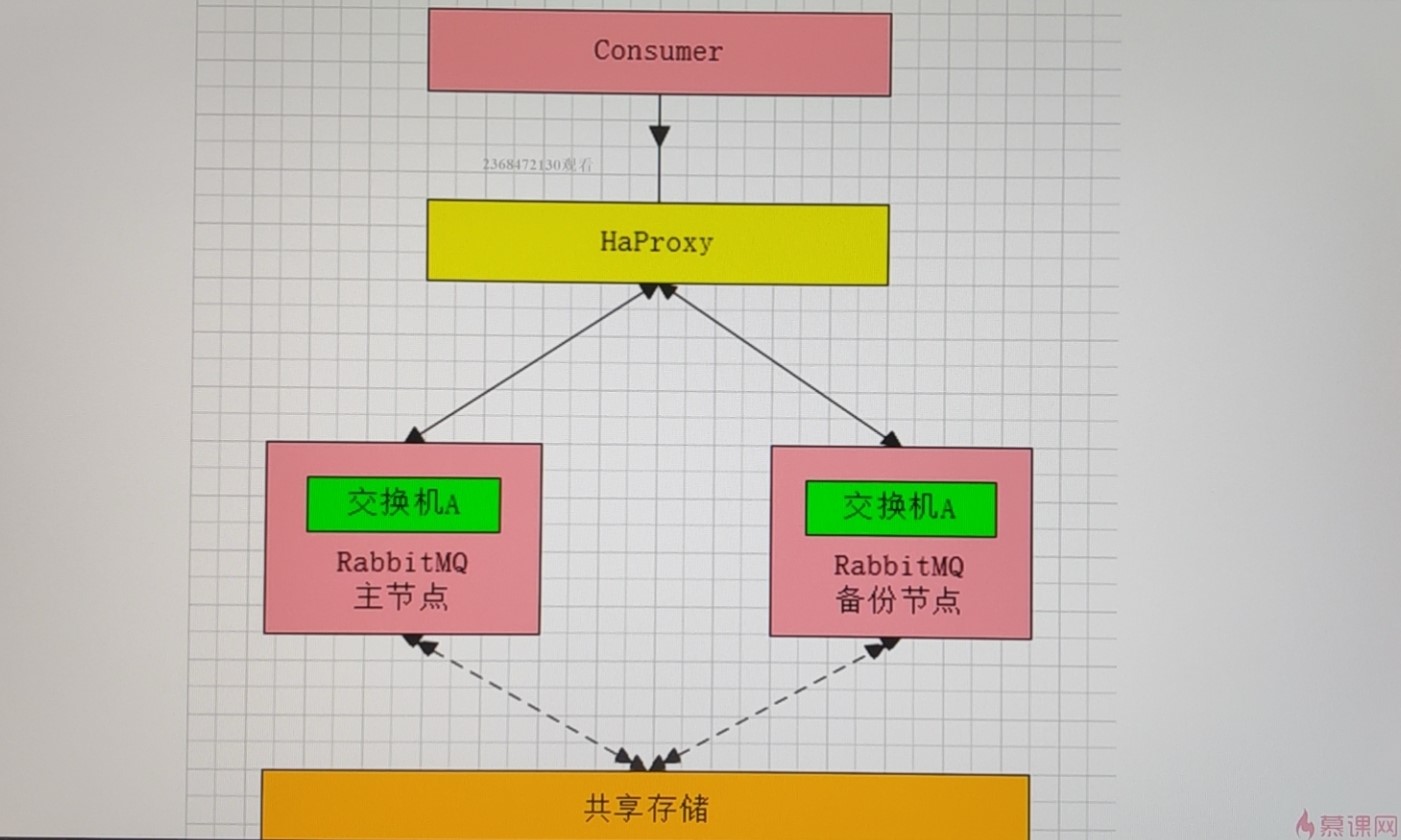 Consumer
2368472130观看
HaProxy
交换机A
RabbitMQ
主节点
交换机A
RabbitMQ
备份节点
共享存储
慕课网